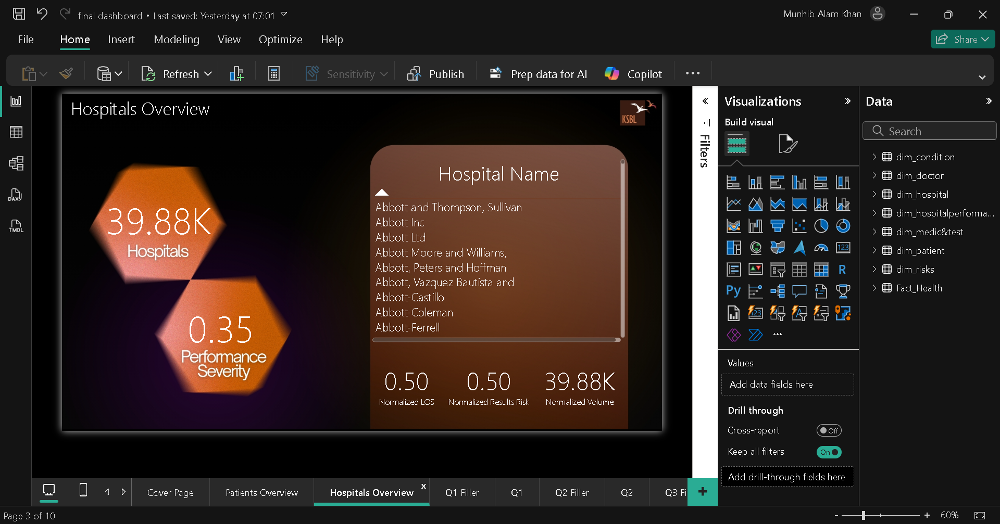 final dashboard • Last saved: Yesterday at 07:01
Munhib Alam Khan
File Home Insert Modeling View Optimize Help
Share
Refresh
Sensitivity
Publish
Prep data for AI
Copilot
DAX
TMDL
Hospitals Overview
KSBL
39.88K
Hospitals
0.35
Performance
Severity
Hospital Name
Abbott and Thompson, Sullivan
Abbott Inc
Abbott Ltd
Abbott Moore and Williams,
Abbott, Peters and Hoffman
Abbott, Vazquez Bautista and
Abbott-Castillo
Abbott-Coleman
Abbott-Ferrell
0.50 0.50 39.88K
Normalized LOS Normalized Results Risk Normalized Volume
Filters
Visualizations
Build visual
123
R
Py
123
Values
Add data fields here
Drill through
Cross-report
Off
Keep all filters
On
Add drill-through fields here
Data
Search
dim_condition
dim_doctor
dim_hospital
dim_hospitalperforma...
dim_medic&test
dim_patient
dim_risks
Fact_Health
Cover Page Patients Overview Hospitals Overview x Q1 Filler Q1 Q2 Filler Q2 Q3 Fi
+
Page 3 of 10
- + 60%